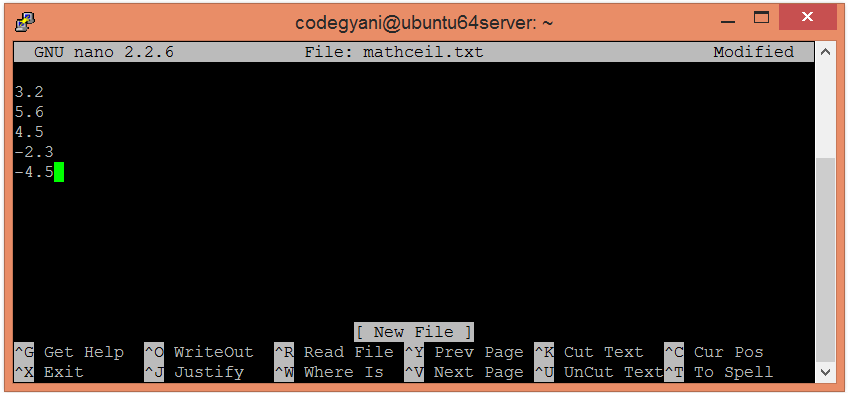 codegyani@ubuntu64server: ~
GNU nano 2.2.6 File: mathceil.txt Modified
3.2
5.6
4.5
-2.3
-4.5
[ New File ]
^G Get Help ^O WriteOut ^R Read File ^Y Prev Page ^K Cut Text ^C Cur Pos
^X Exit ^J Justify ^W Where Is ^V Next Page ^U UnCut Text ^T To Spell